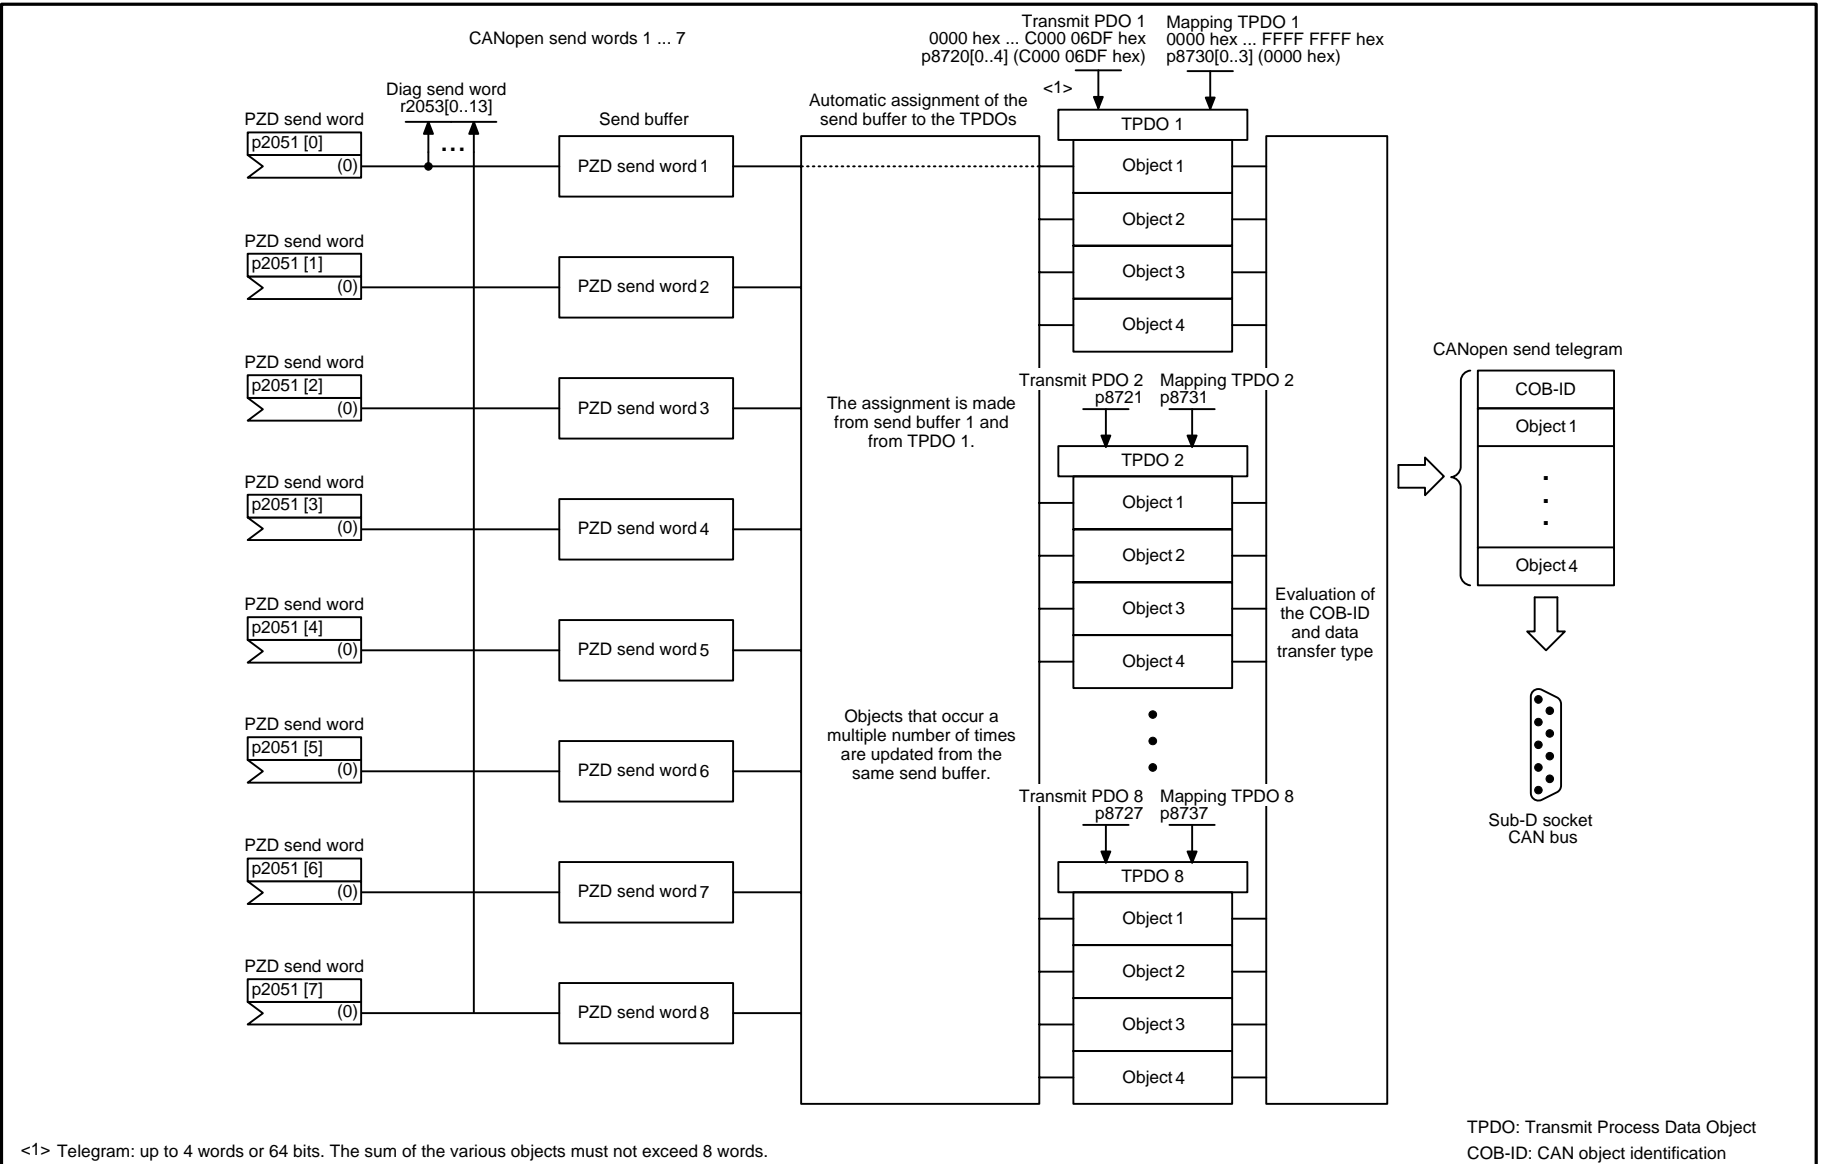 CANopen send words 1 ... 7
Transmit PDO 1
0000 hex ... C000 06DF hex
p8720[0..4] (C000 06DF hex)
Mapping TPDO 1
0000 hex ... FFFF FFFF hex
p8730[0..3] (0000 hex)
<1>
Diag send word
r2053[0..13]
...
Send buffer
Automatic assignment of the
send buffer to the TPDOs
PZD send word
p2051 [0]
(0)
PZD send word 1
PZD send word
p2051 [1]
(0)
PZD send word 2
PZD send word
p2051 [2]
(0)
PZD send word 3
PZD send word
p2051 [3]
(0)
PZD send word 4
PZD send word
p2051 [4]
(0)
PZD send word 5
PZD send word
p2051 [5]
(0)
PZD send word 6
PZD send word
p2051 [6]
(0)
PZD send word 7
PZD send word
p2051 [7]
(0)
PZD send word 8
The assignment is made
from send buffer 1 and
from TPDO 1.
Objects that occur a
multiple number of times
are updated from the
same send buffer.
TPDO 1
Object 1
Object 2
Object 3
Object 4
Transmit PDO 2
p8721
Mapping TPDO 2
p8731
TPDO 2
Object 1
Object 2
Object 3
Object 4
Transmit PDO 8
p8727
Mapping TPDO 8
p8737
TPDO 8
Object 1
Object 2
Object 3
Object 4
Evaluation of
the COB-ID
and data
transfer type
CANopen send telegram
COB-ID
Object 1
.
.
.
Object 4
Sub-D socket
CAN bus
TPDO: Transmit Process Data Object
COB-ID: CAN object identification
<1> Telegram: up to 4 words or 64 bits. The sum of the various objects must not exceed 8 words.